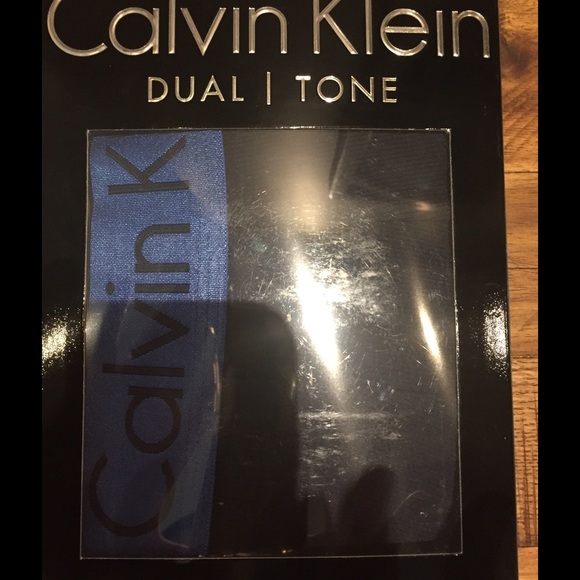 Calvin Klein
DUAL | TONE
Calvin K